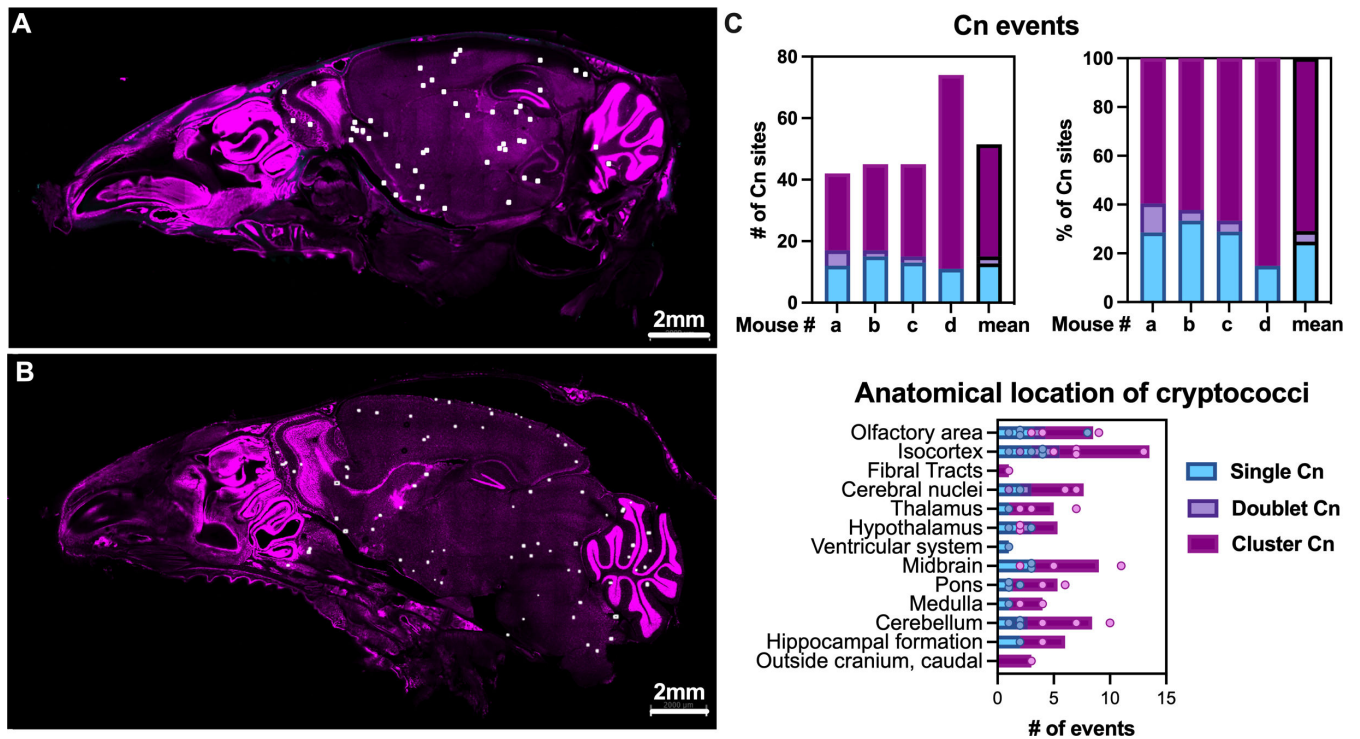 A
2mm
B
2mm
2000 µm
C
Cn events
# of Cn sites
80
60
40
20
0
Mouse # a b c d mean
% of Cn sites
100
80
60
40
20
0
Mouse # a b c d mean
Anatomical location of cryptococci
Olfactory area
Isocortex
Fibral Tracts
Cerebral nuclei
Thalamus
Hypothalamus
Ventricular system
Midbrain
Pons
Medulla
Cerebellum
Hippocampal formation
Outside cranium, caudal
0 5 10 15
# of events
Single Cn
Doublet Cn
Cluster Cn